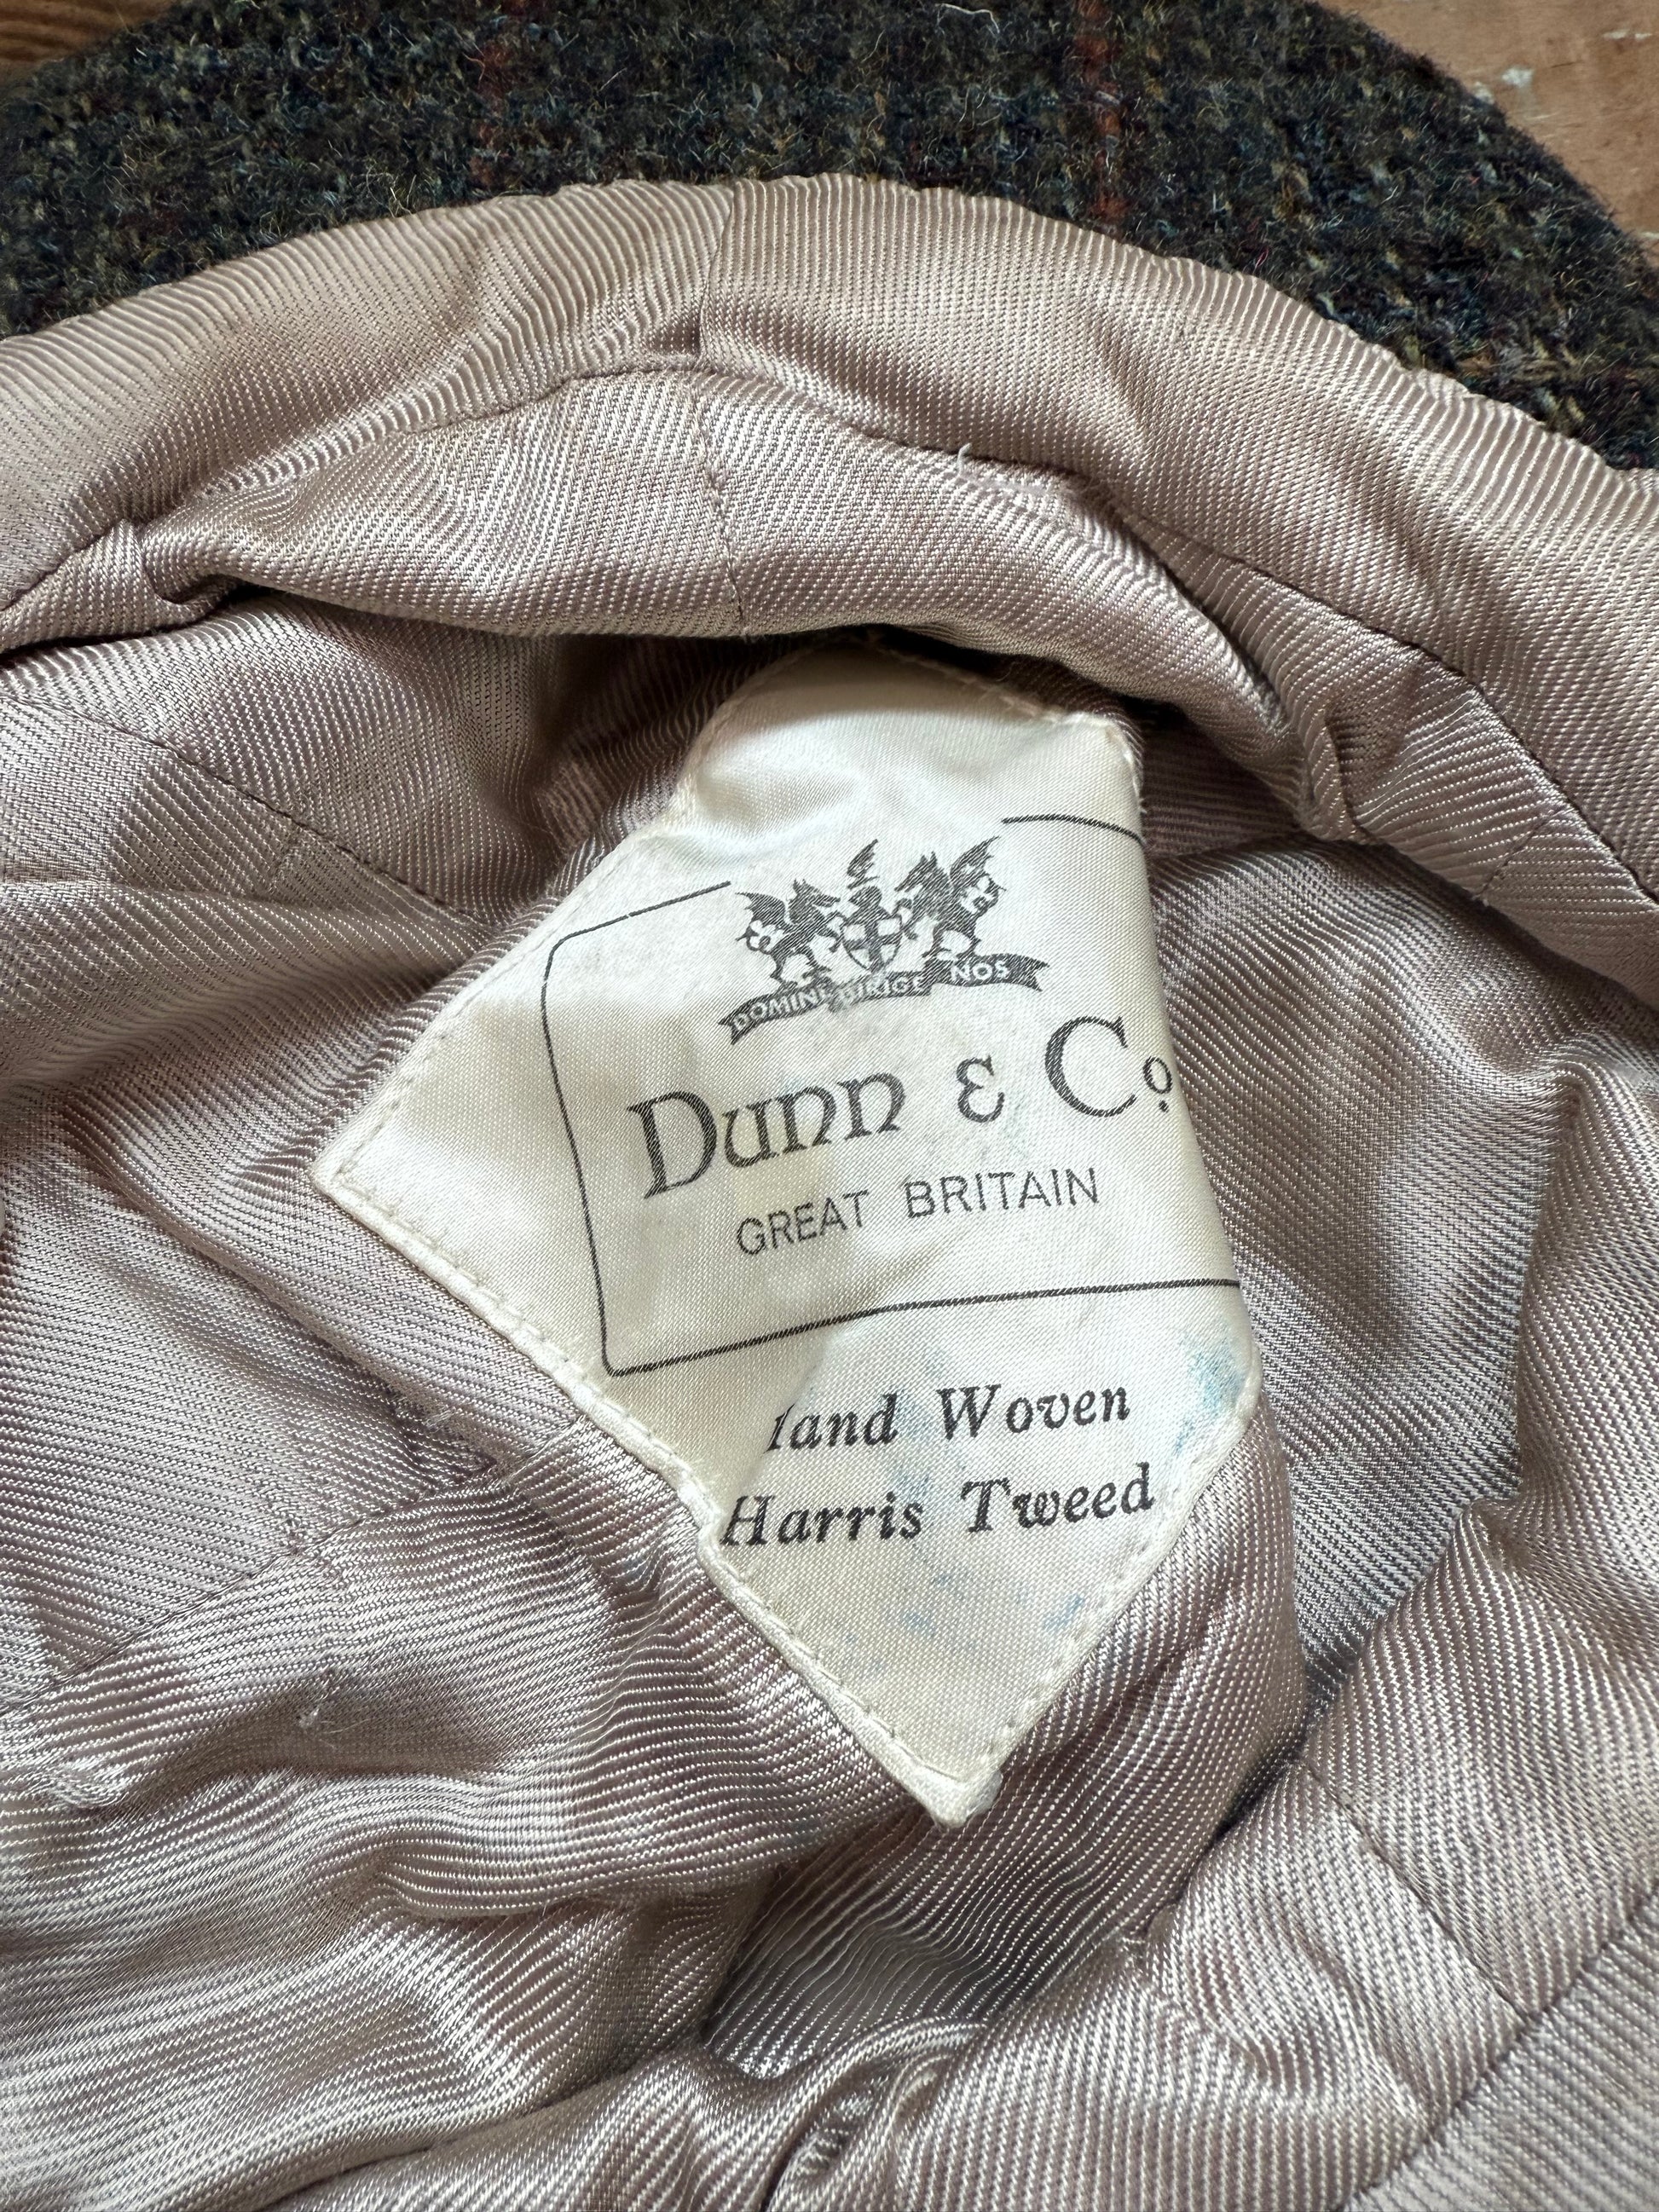 DOMINE DIRIGE NOS
Dunn & Co
GREAT BRITAIN
Hand Woven
Harris Tweed